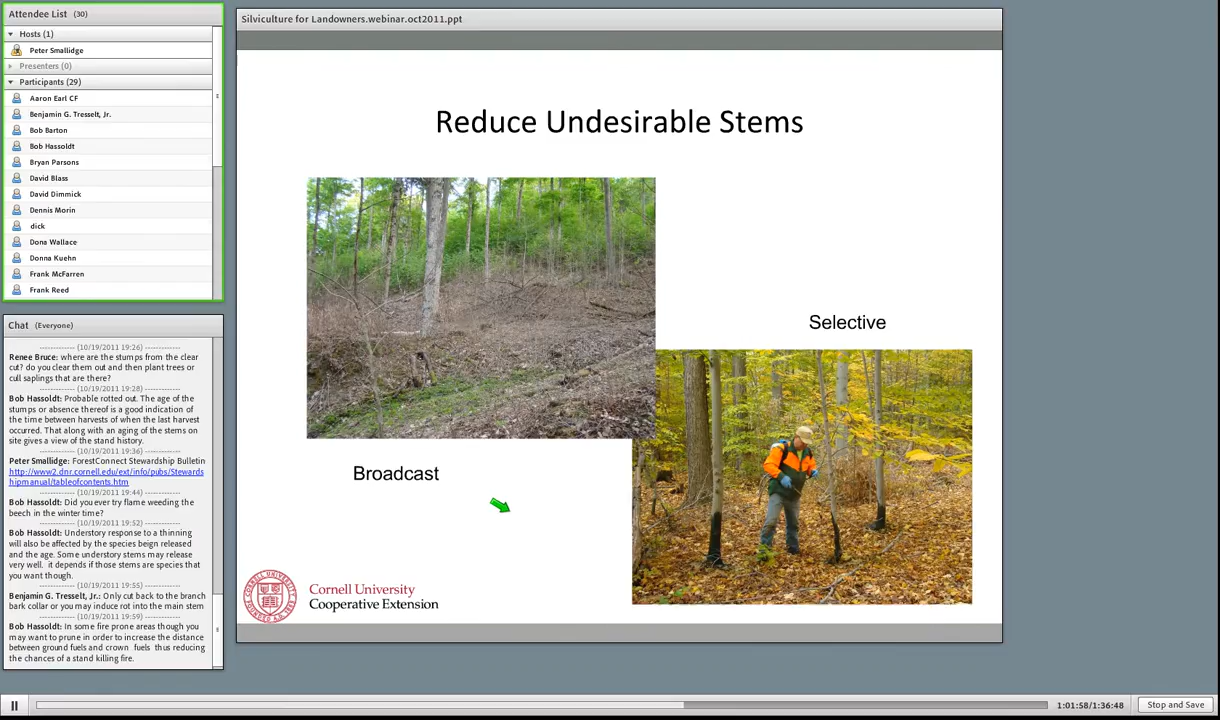 Attendee List (30)
Hosts (1)
Peter Smallidge
Presenters (0)
Participants (29)
Aaron Earl CF
Benjamin G. Tresselt, Jr.
Bob Barton
Bob Hassoldt
Bryan Parsons
David Blass
David Dimmick
Dennis Morin
dick
Dona Wallace
Donna Kuehn
Frank McFarren
Frank Reed
Chat (Everyone)
------------- (10/19/2011 19:26) -------------
Renee Bruce: where are the stumps from the clear
cut? do you clear them out and then plant trees or
cull saplings that are there?
------------- (10/19/2011 19:28) -------------
Bob Hassoldt: Probable rotted out. The age of the
stumps or absence thereof is a good indication of
the time between harvests of when the last harvest
occurred. That along with an aging of the stems on
site gives a view of the stand history.
------------- (10/19/2011 19:36) -------------
Peter Smallidge: ForestConnect Stewardship Bulletin
http://www2.dnr.cornell.edu/ext/info/pubs/Stewards
hipmanual/tableofcontents.htm
------------- (10/19/2011 19:44) -------------
Bob Hassoldt: Did you ever try flame weeding the
beech in the winter time?
------------- (10/19/2011 19:52) -------------
Bob Hassoldt: Understory response to a thinning
will also be affected by the species beign released
and the age. Some understory stems may release
very well. it depends if those stems are species that
you want though.
------------- (10/19/2011 19:55) -------------
Benjamin G. Tresselt, Jr.: Only cut back to the branch
bark collar or you may induce rot into the main stem
------------- (10/19/2011 19:59) -------------
Bob Hassoldt: In some fire prone areas though you
may want to prune in order to increase the distance
between ground fuels and crown fuels thus reducing
the chances of a stand killing fire.
Silviculture for Landowners.webinar.oct2011.ppt
Reduce Undesirable Stems
Selective
Broadcast
Cornell University
Cooperative Extension
1:01:58/1:36:48
Stop and Save